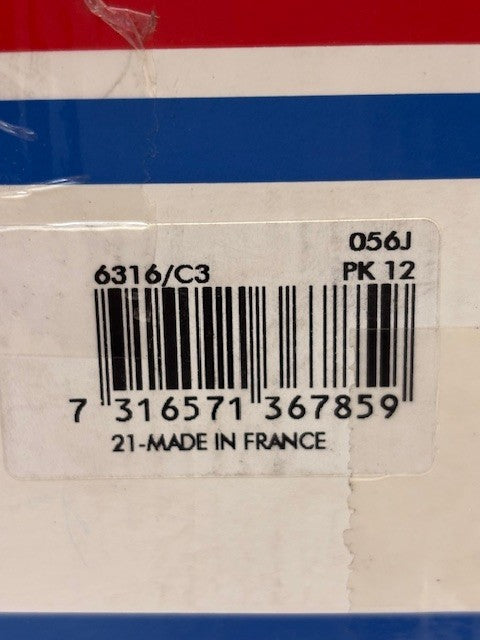 056J
6316/C3 PK 12
7 316571 367859
21-MADE IN FRANCE